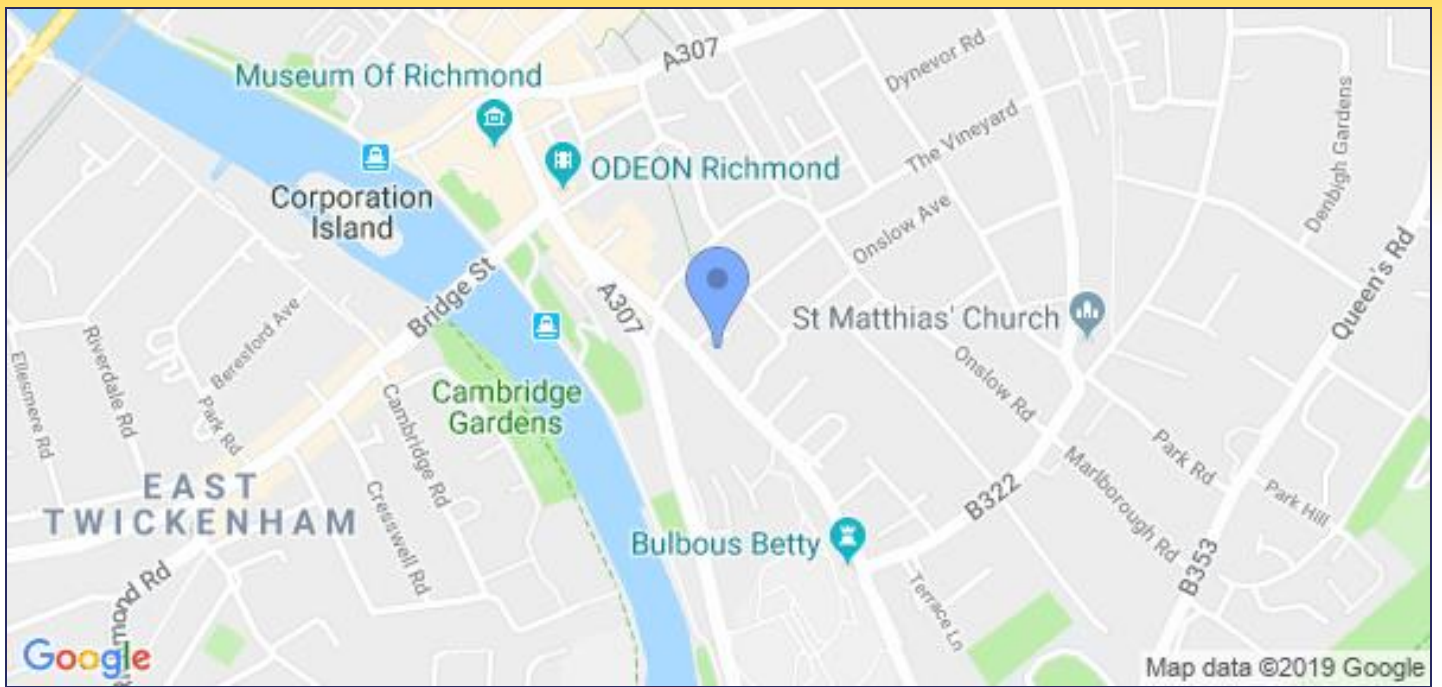 A307
Dynevor Rd
Museum Of Richmond
The Vineyard
Denbigh Gardens
ODEON Richmond
Corporation
Island
Onslow Ave
Queen's Rd
Bridge St
A307
St Matthias' Church
Beresford Ave
Riverdale Rd
Ellesmere Rd
Park Rd
Cambridge
Gardens
Cambridge Rd
Onslow Rd
Park Rd
Marlborough Rd
Park Hill
EAST
TWICKENHAM
Cresswell Rd
B322
Bulbous Betty
B353
Terrace Ln
mond Rd
Google
Map data ©2019 Google